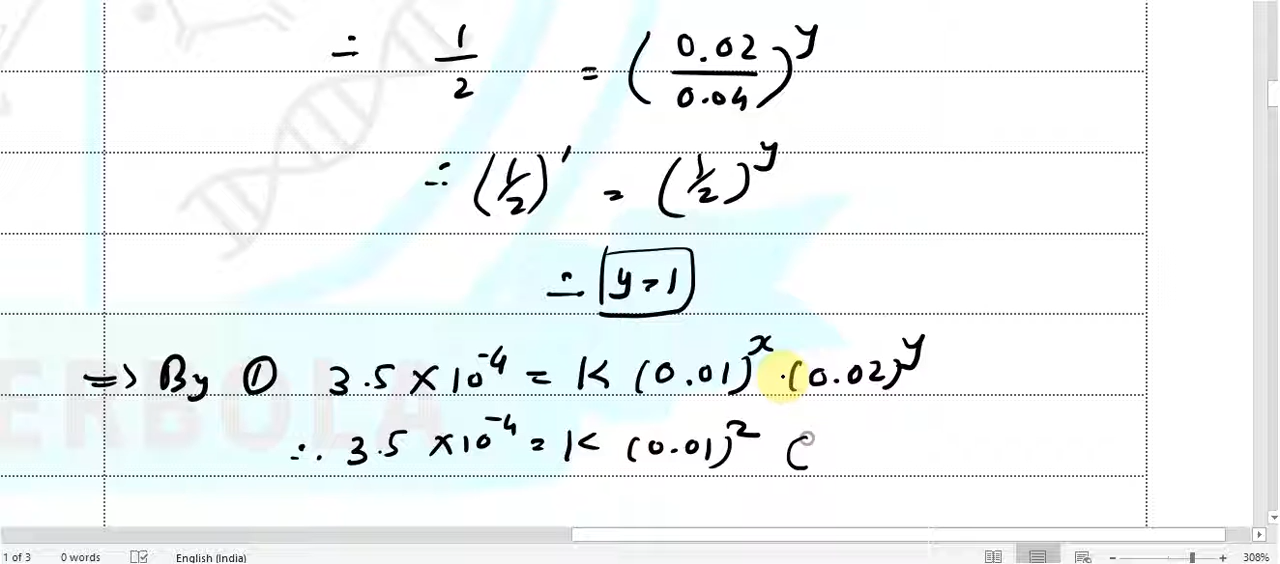 ∴ 1/2 = (0.02/0.04)^y
∴ (1/2)^1 = (1/2)^y
∴ y = 1
=> By ① 3.5 × 10^-4 = K (0.01)^x · (0.02)^y
∴ 3.5 × 10^-4 = K (0.01)^2 (
ERBOLA
1 of 3 0 words English (India) 308%